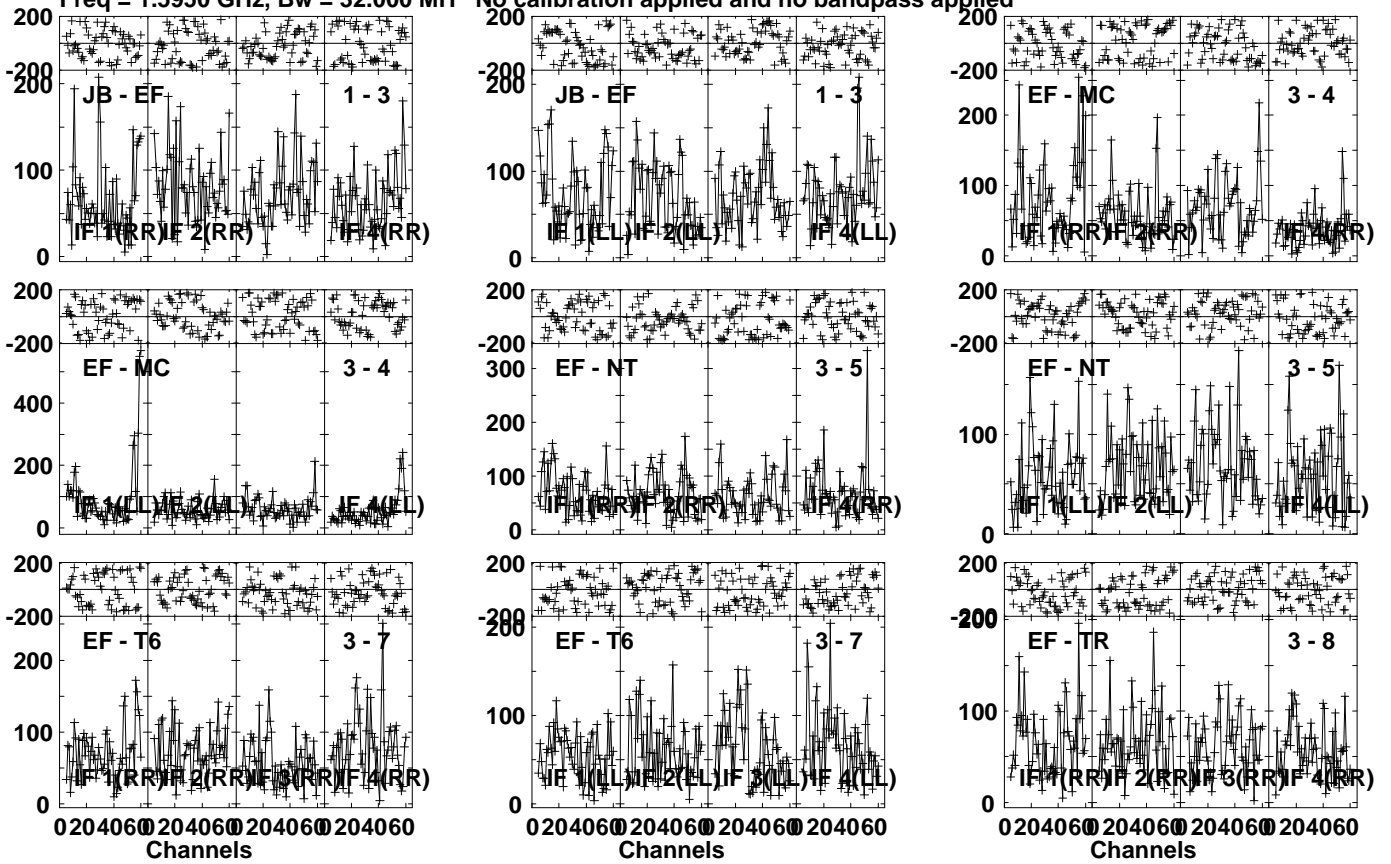 Freq = 1.5950 GHz, Bw = 32.000 MH No calibration applied and no bandpass applied
200
-200
200
100
0
JB - EF 1 - 3
IF 1(RR) IF 2(RR) IF 4(RR)
200
-200
200
100
0
JB - EF 1 - 3
IF 1(LL) IF 2(LL) IF 4(LL)
200
-200
200
100
0
EF - MC 3 - 4
IF 1(RR) IF 2(RR) IF 4(RR)
200
-200
400
200
0
EF - MC 3 - 4
IF 1(LL) IF 2(LL) IF 4(LL)
200
-200
300
200
100
0
EF - NT 3 - 5
IF 1(RR) IF 2(RR) IF 4(RR)
200
-200
100
0
EF - NT 3 - 5
IF 1(LL) IF 2(LL) IF 4(LL)
200
-200
200
100
0
EF - T6 3 - 7
IF 1(RR) IF 2(RR) IF 3(RR) IF 4(RR)
0 20 40 60 0 20 40 60 0 20 40 60 0 20 40 60
Channels
200
-200
200
100
0
EF - T6 3 - 7
IF 1(LL) IF 2(LL) IF 3(LL) IF 4(LL)
0 20 40 60 0 20 40 60 0 20 40 60 0 20 40 60
Channels
200
-200
200
100
0
EF - TR 3 - 8
IF 1(RR) IF 2(RR) IF 3(RR) IF 4(RR)
0 20 40 60 0 20 40 60 0 20 40 60 0 20 40 60
Channels